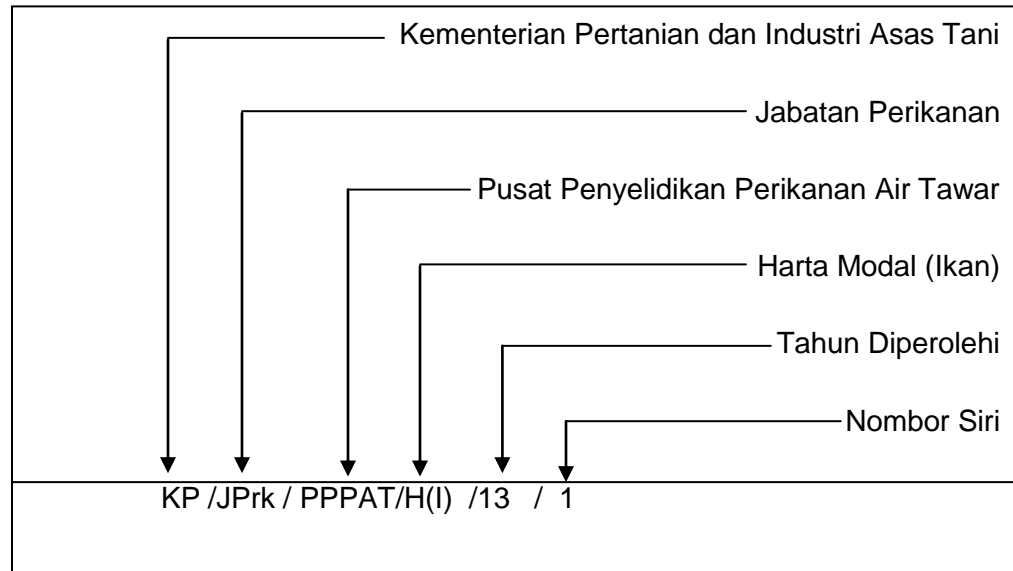 Kementerian Pertanian dan Industri Asas Tani
Jabatan Perikanan
Pusat Penyelidikan Perikanan Air Tawar
Harta Modal (Ikan)
Tahun Diperolehi
Nombor Siri
KP /JPrk / PPPAT/H(I) /13 / 1